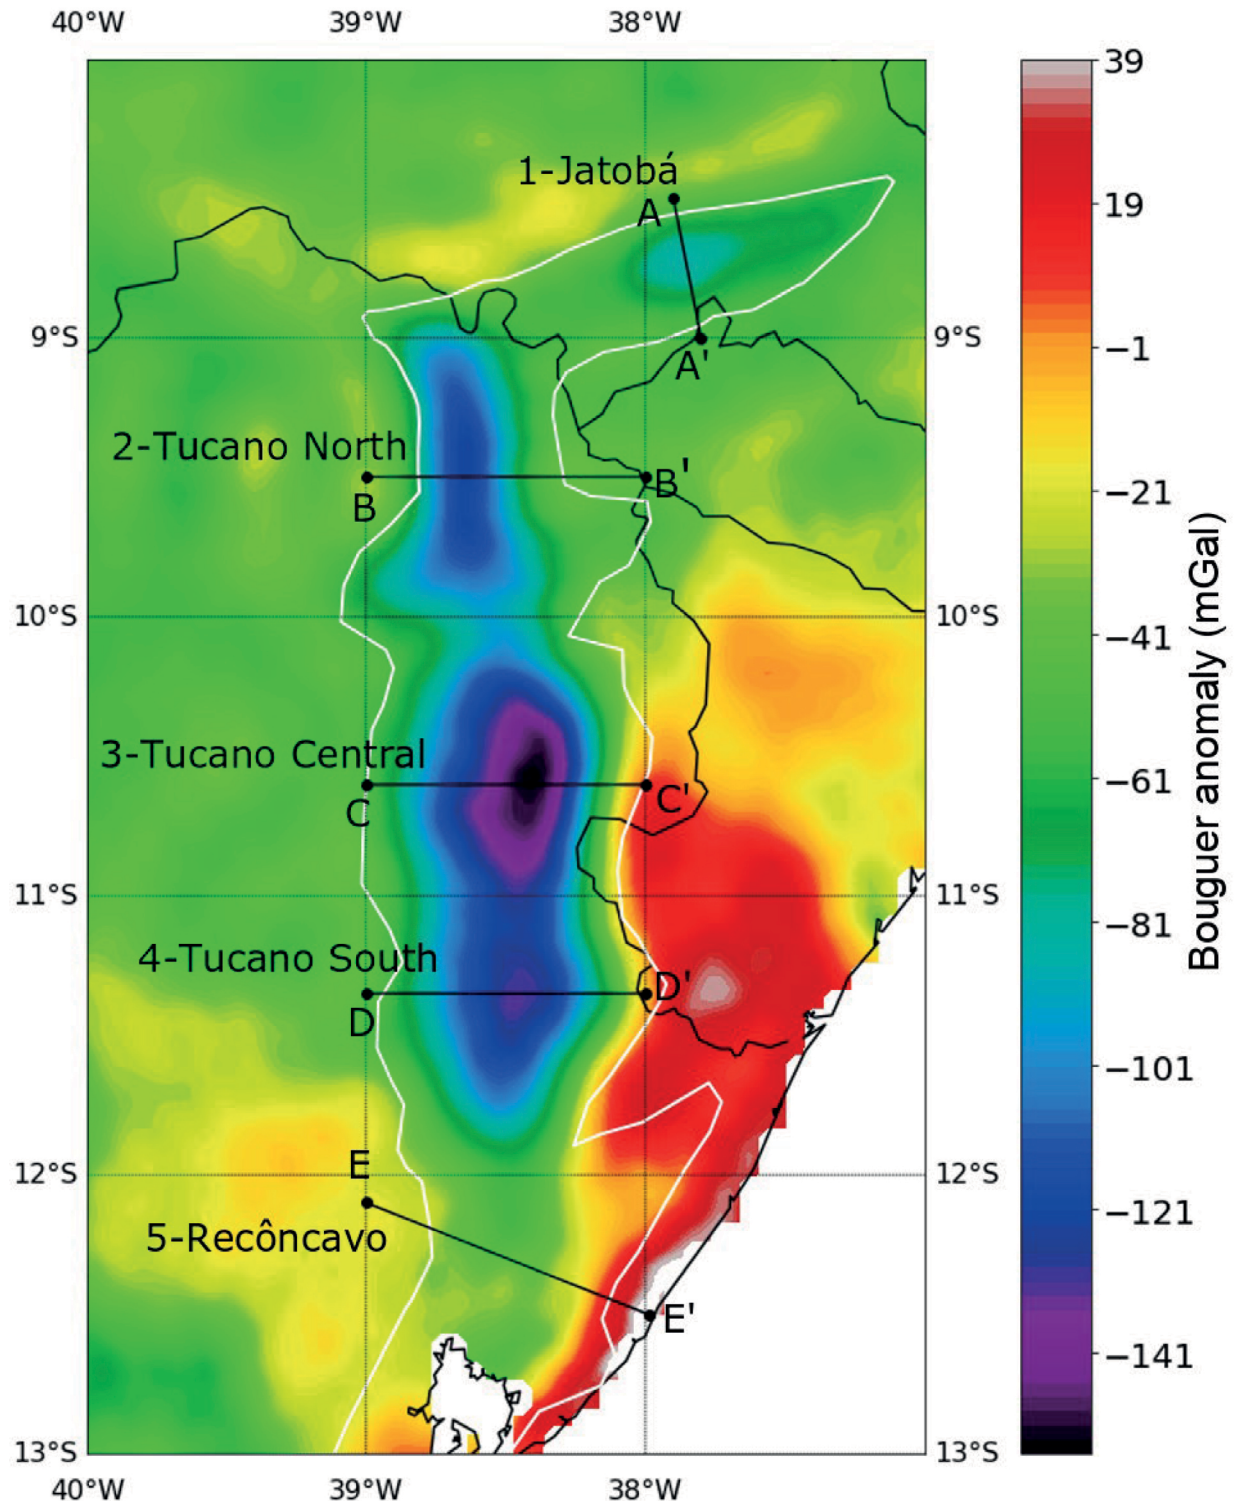 40°W 39°W 38°W
39
1-Jatobá
A
19
9°S 9°S
−1
A'
2-Tucano North
B B'
−21
10°S 10°S
−41
3-Tucano Central
C C'
−61
11°S 11°S
−81
4-Tucano South
D D'
−101
Bouguer anomaly (mGal)
E
12°S 12°S
−121
5-Recôncavo
E'
−141
13°S 13°S
40°W 39°W 38°W